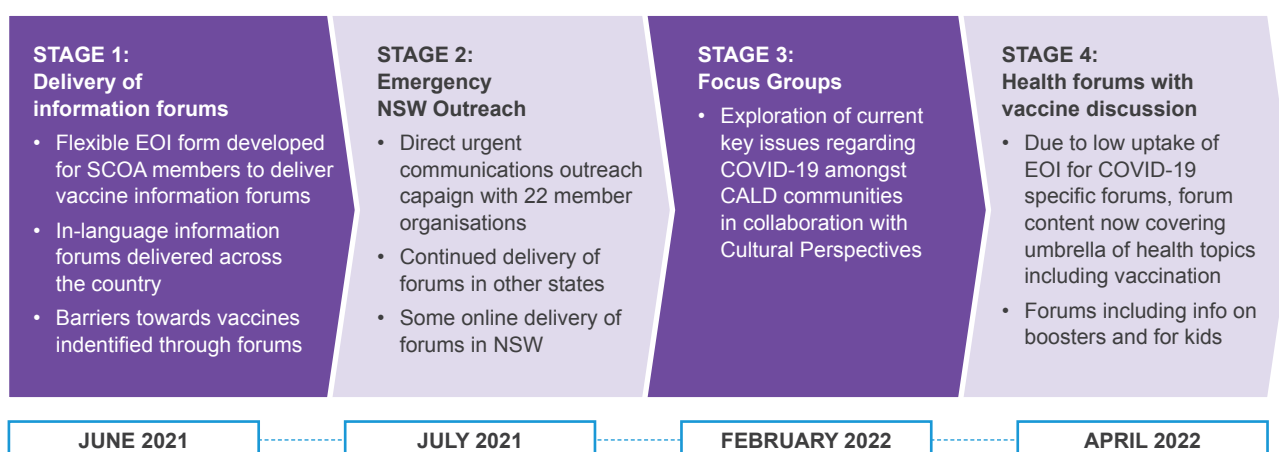 STAGE 1:
Delivery of
information forums
• Flexible EOI form developed
for SCOA members to deliver
vaccine information forums
• In-language information
forums delivered across
the country
• Barriers towards vaccines
indentified through forums
STAGE 2:
Emergency
NSW Outreach
• Direct urgent
communications outreach
capaign with 22 member
organisations
• Continued delivery of
forums in other states
• Some online delivery of
forums in NSW
STAGE 3:
Focus Groups
• Exploration of current
key issues regarding
COVID-19 amongst
CALD communities
in collaboration with
Cultural Perspectives
STAGE 4:
Health forums with
vaccine discussion
• Due to low uptake of
EOI for COVID-19
specific forums, forum
content now covering
umbrella of health topics
including vaccination
• Forums including info on
boosters and for kids
JUNE 2021
JULY 2021
FEBRUARY 2022
APRIL 2022